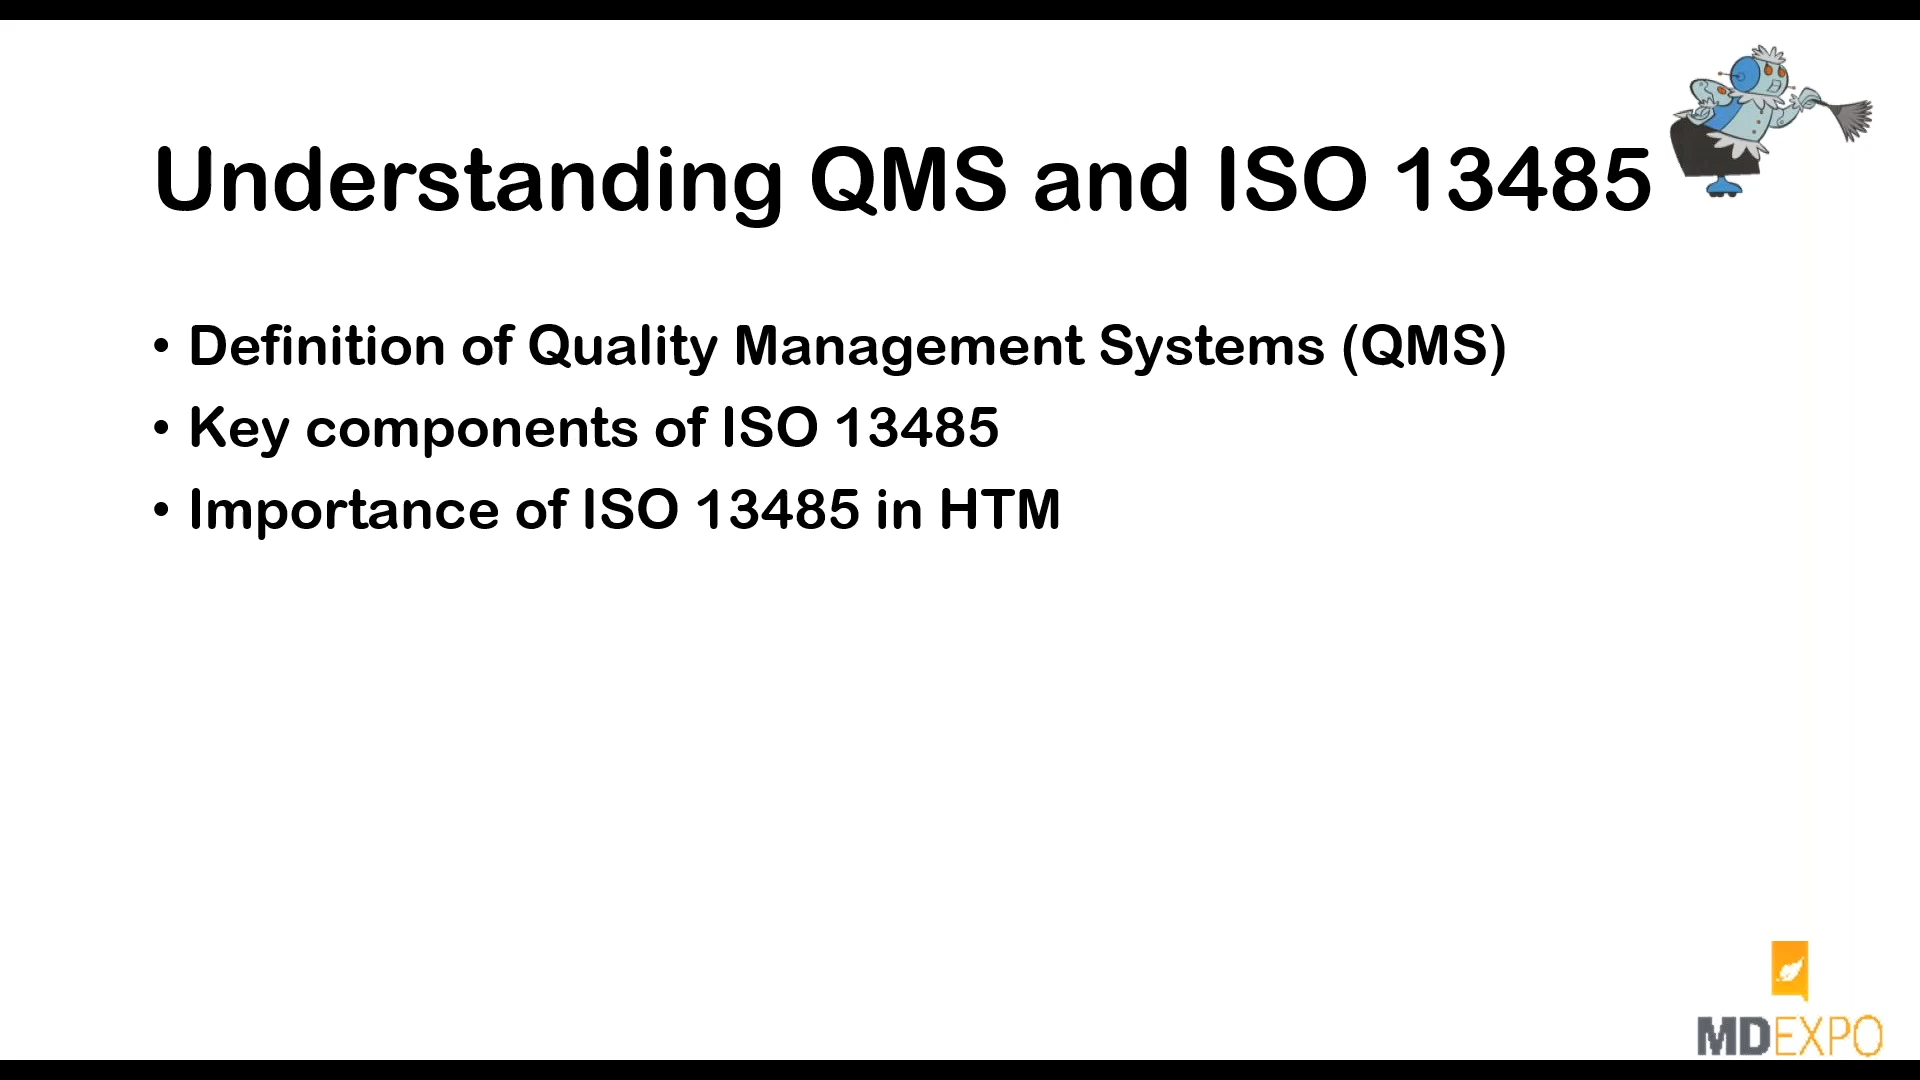 Understanding QMS and ISO 13485
• Definition of Quality Management Systems (QMS)
• Key components of ISO 13485
• Importance of ISO 13485 in HTM
MDEXPO